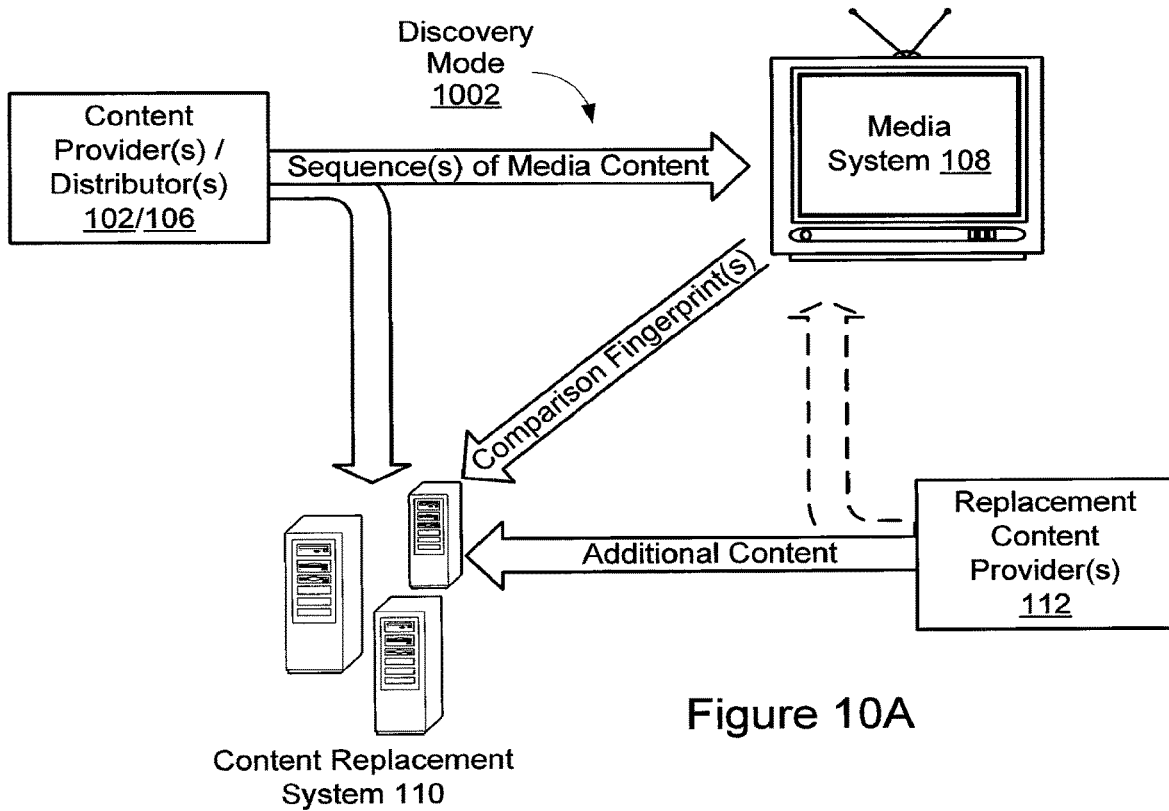 Discovery
Mode
1002
Content
Provider(s) /
Distributor(s)
102/106
Sequence(s) of Media Content
Media
System 108
Comparison Fingerprint(s)
Additional Content
Replacement
Content
Provider(s)
112
Figure 10A
Content Replacement
System 110